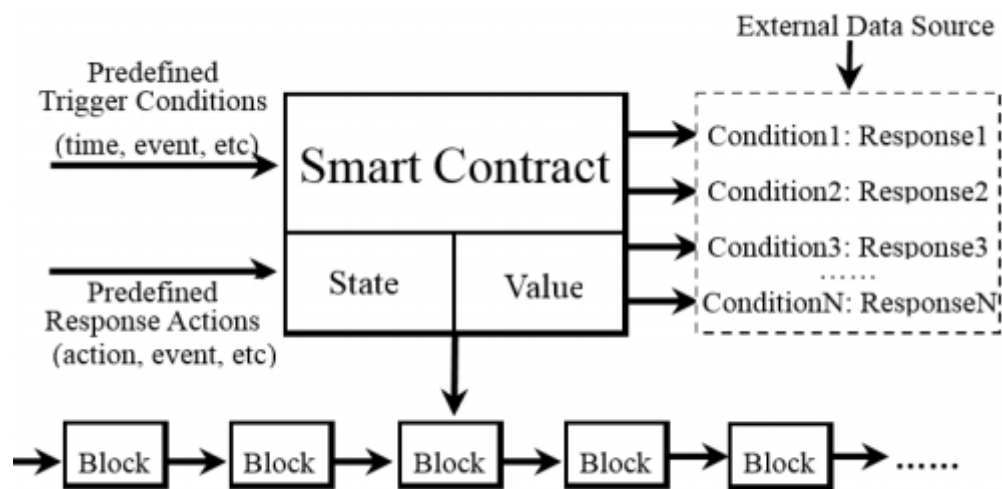 External Data Source
Predefined
Trigger Conditions
(time, event, etc)
Smart Contract
State
Value
Condition1: Response1
Condition2: Response2
Condition3: Response3
......
ConditionN: ResponseN
Predefined
Response Actions
(action, event, etc)
Block
Block
Block
Block
Block
......